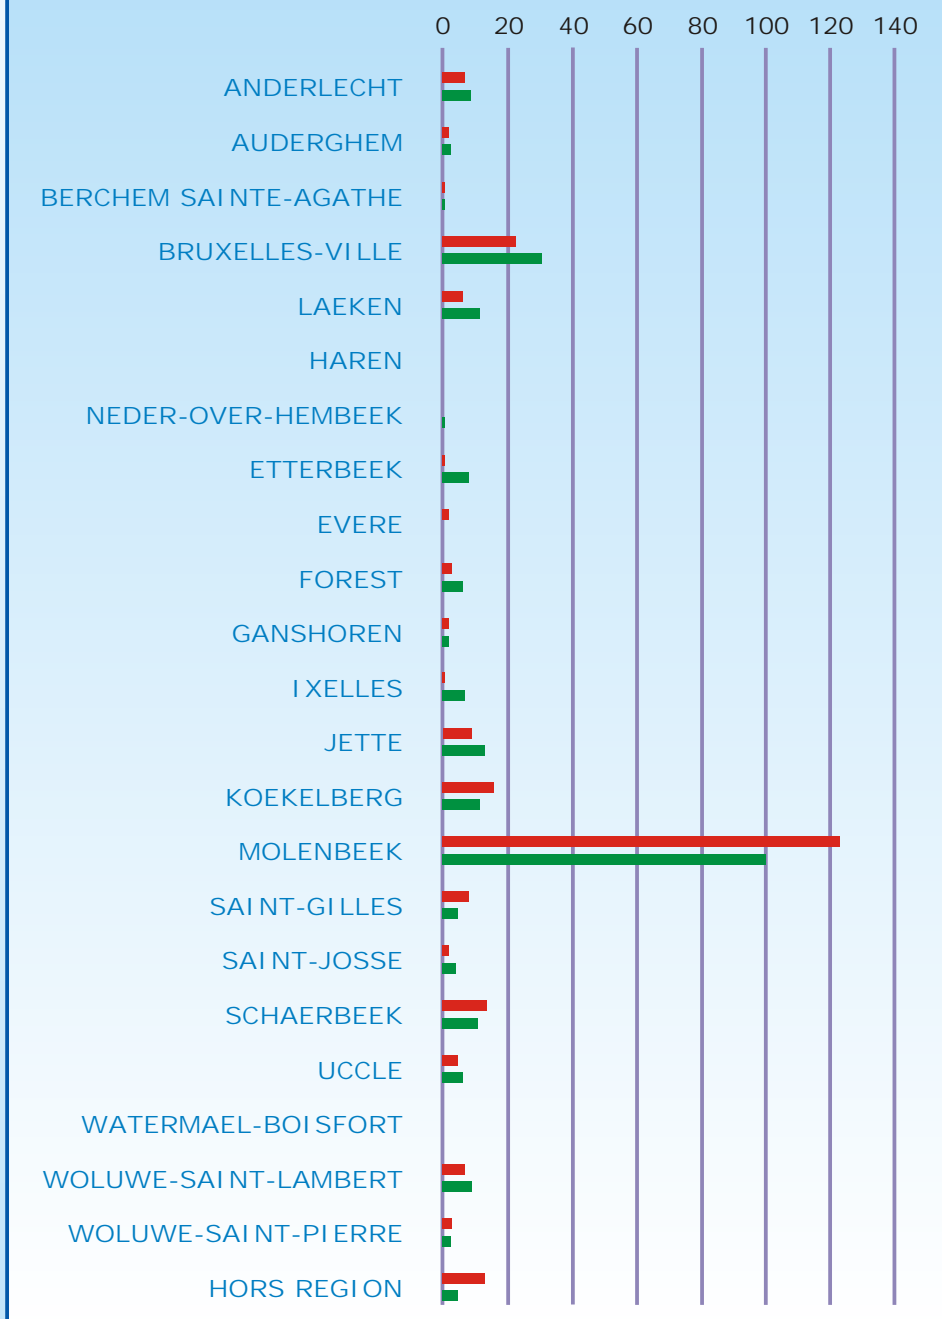 0 20 40 60 80 100 120 140
ANDERLECHT
AUDERGHEM
BERCHEM SAINTE-AGATHE
BRUXELLES-VILLE
LAEKEN
HAREN
NEDER-OVER-HEMBEEK
ETTERBEEK
EVERE
FOREST
GANSHOREN
IXELLES
JETTE
KOEKELBERG
MOLENBEEK
SAINT-GILLES
SAINT-JOSSE
SCHAERBEEK
UCCLE
WATERMAEL-BOISFORT
WOLUWE-SAINT-LAMBERT
WOLUWE-SAINT-PIERRE
HORS REGION